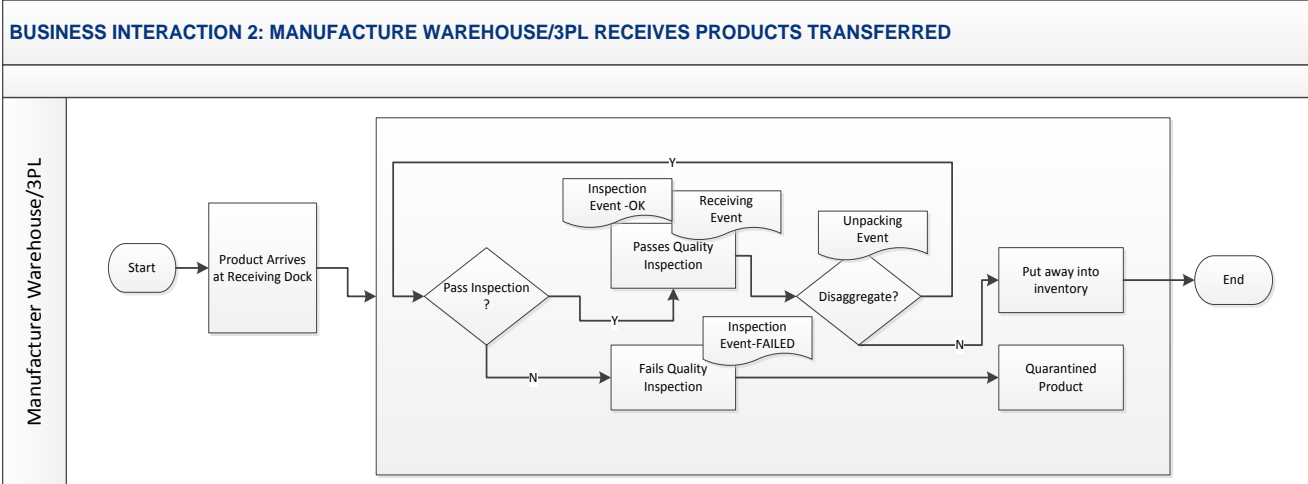 BUSINESS INTERACTION 2: MANUFACTURE WAREHOUSE/3PL RECEIVES PRODUCTS TRANSFERRED
Manufacturer Warehouse/3PL
Start
Product Arrives
at Receiving Dock
Y
Pass Inspection
?
Y
N
Inspection
Event -OK
Receiving
Event
Passes Quality
Inspection
Inspection
Event-FAILED
Fails Quality
Inspection
Unpacking
Event
Disaggregate?
N
Put away into
inventory
Quarantined
Product
End